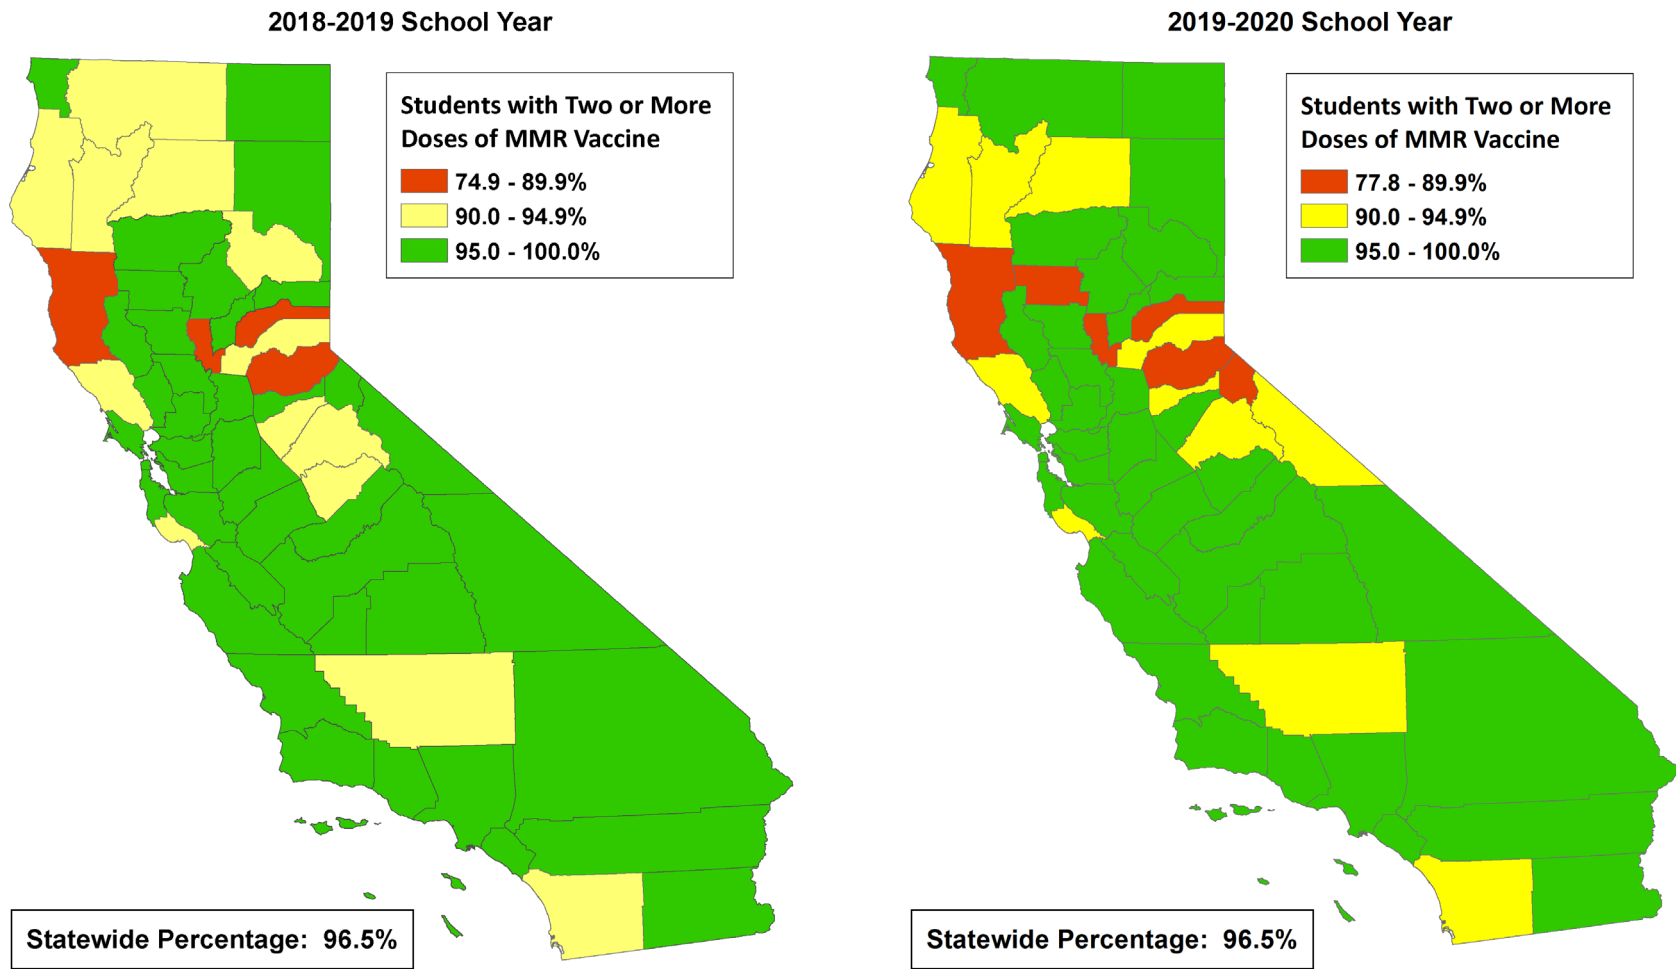 2018-2019 School Year
Students with Two or More
Doses of MMR Vaccine
74.9 - 89.9%
90.0 - 94.9%
95.0 - 100.0%
Statewide Percentage: 96.5%
2019-2020 School Year
Students with Two or More
Doses of MMR Vaccine
77.8 - 89.9%
90.0 - 94.9%
95.0 - 100.0%
Statewide Percentage: 96.5%